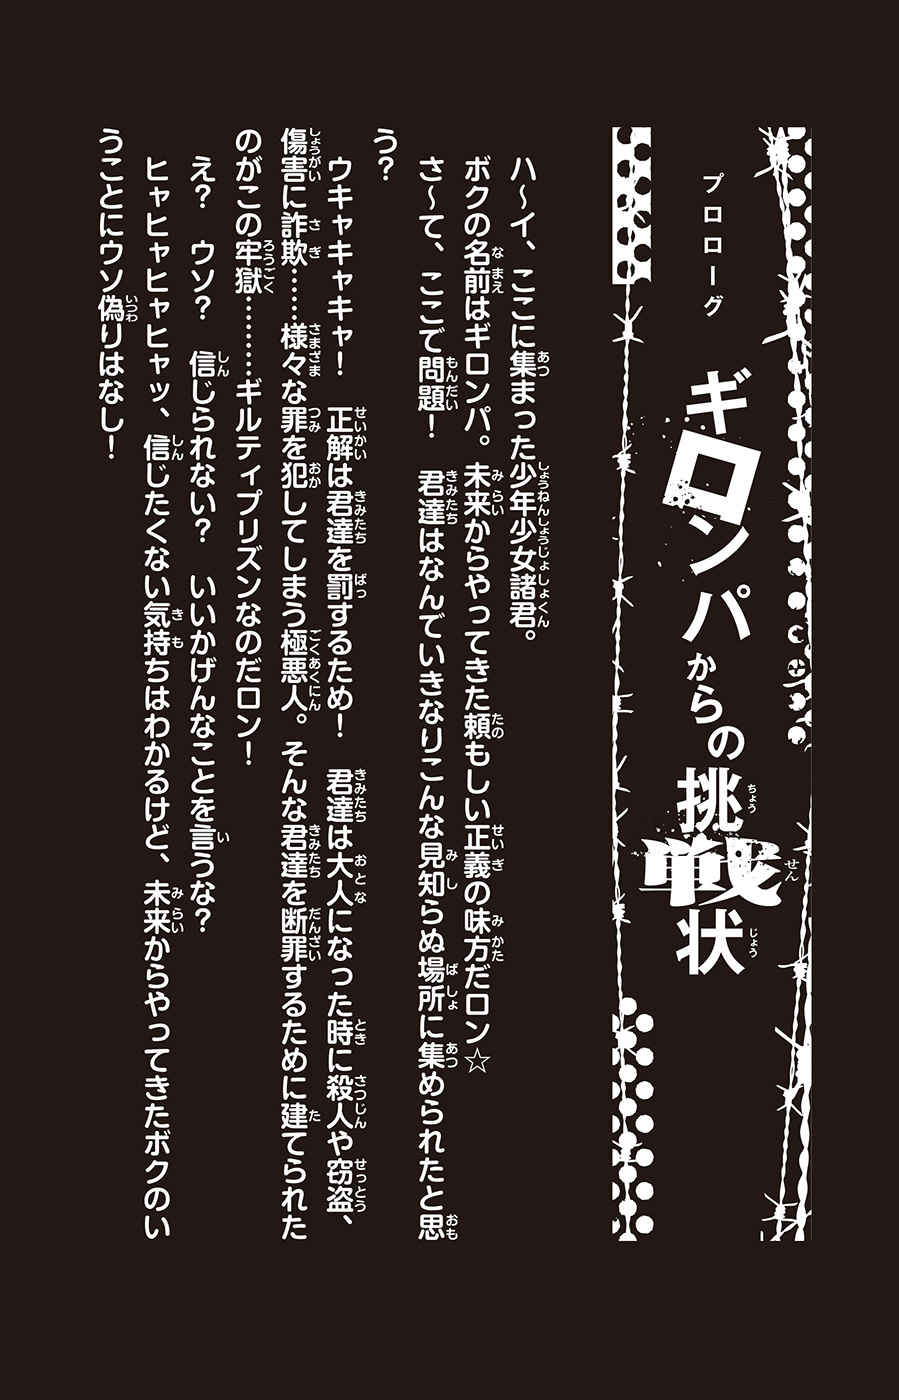 プロローグ
ギロンパからの挑戦状
ハ～イ、ここに集まった少年少女諸君。
ボクの名前はギロンパ。未来からやってきた頼もしい正義の味方だロン☆
さ～て、ここで問題！　君達はなんでいきなりこんな見知らぬ場所に集められたと思
う？
ウキャキャキャ！　正解は君達を罰するため！　君達は大人になった時に殺人や窃盗、
傷害に詐欺……様々な罪を犯してしまう極悪人。そんな君達を断罪するために建てられた
のがこの牢獄………ギルティプリズンなのだロン！
え？　ウソ？　信じられない？　いいかげんなことを言うな？
ヒャヒャヒャヒャッ、信じたくない気持ちはわかるけど、未来からやってきたボクのい
うことにウソ偽りはなし！